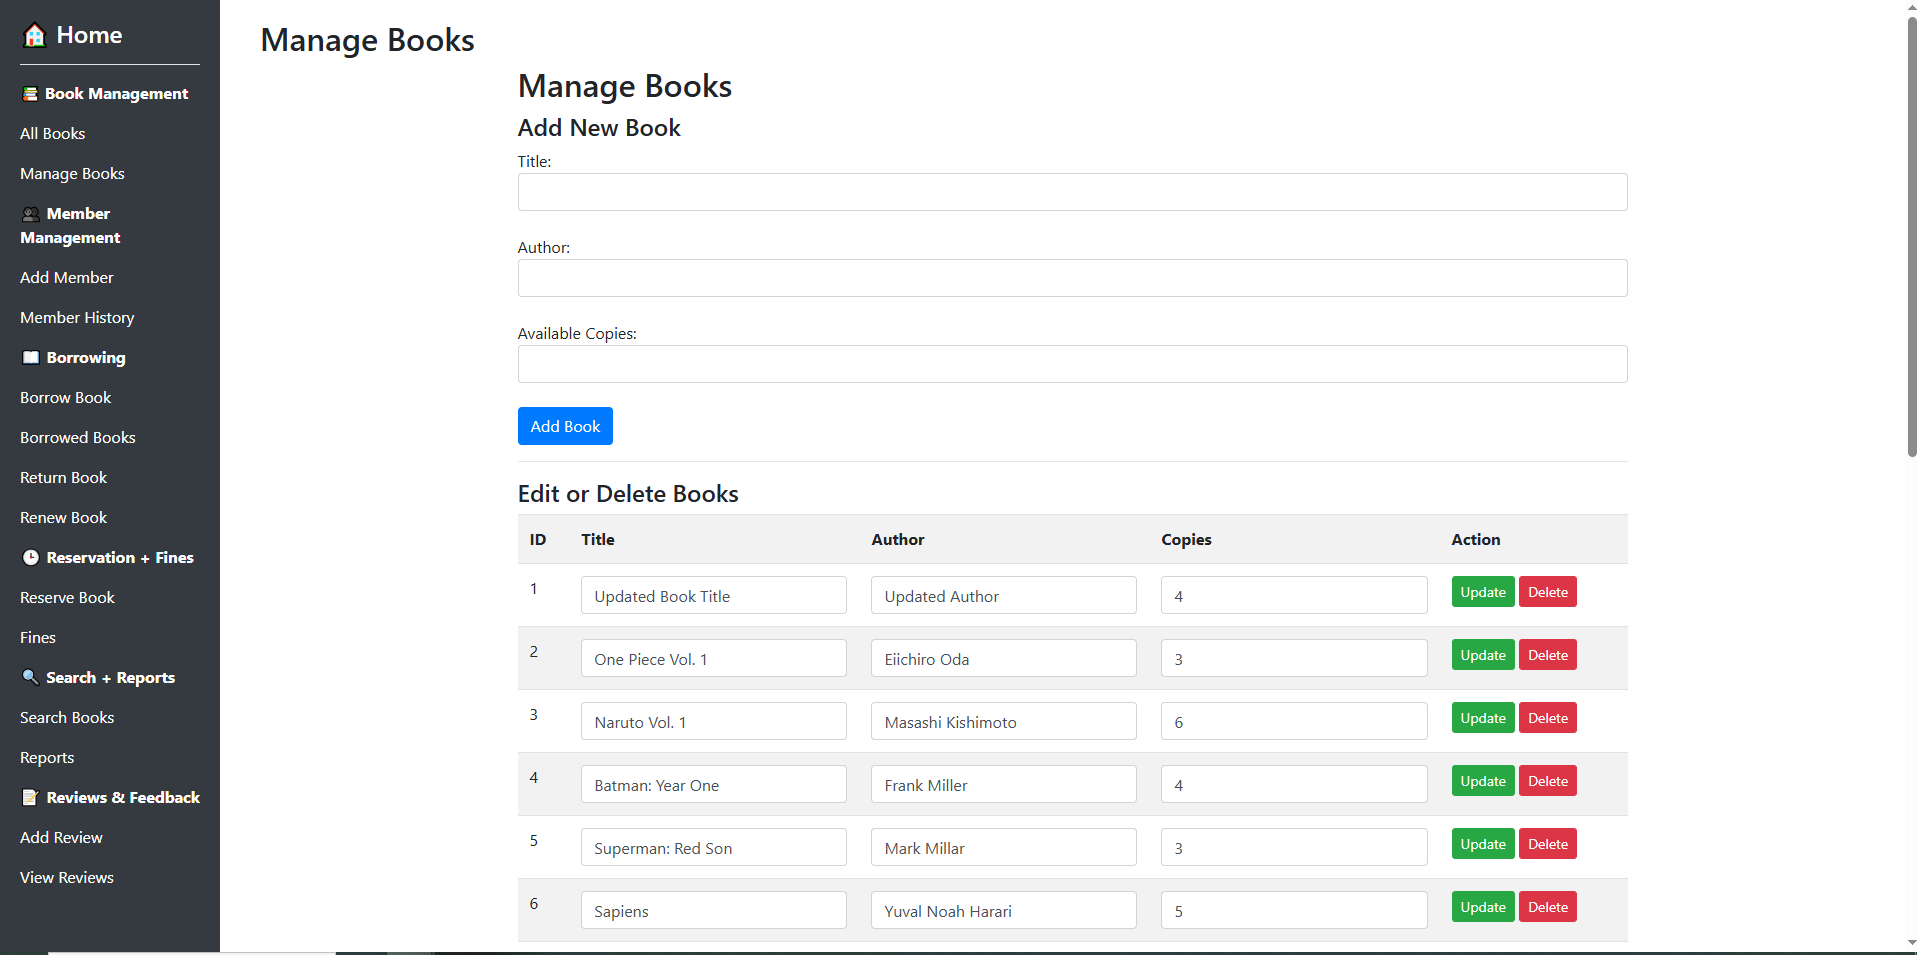 Home
Book Management
All Books
Manage Books
Member
Management
Add Member
Member History
Borrowing
Borrow Book
Borrowed Books
Return Book
Renew Book
Reservation + Fines
Reserve Book
Fines
Search + Reports
Search Books
Reports
Reviews & Feedback
Add Review
View Reviews
Manage Books
Manage Books
Add New Book
Title:
Author:
Available Copies:
Add Book
Edit or Delete Books
ID Title Author Copies Action
1 Updated Book Title Updated Author 4 Update Delete
2 One Piece Vol. 1 Eiichiro Oda 3 Update Delete
3 Naruto Vol. 1 Masashi Kishimoto 6 Update Delete
4 Batman: Year One Frank Miller 4 Update Delete
5 Superman: Red Son Mark Millar 3 Update Delete
6 Sapiens Yuval Noah Harari 5 Update Delete